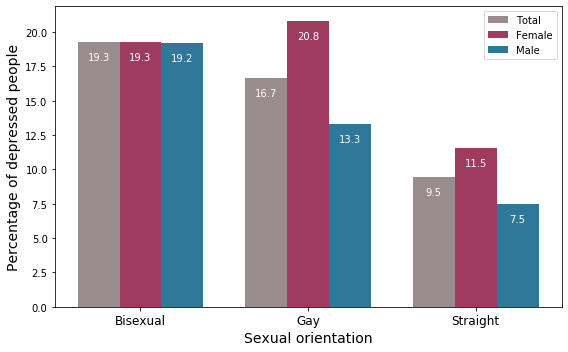 Total
Female
Male
Percentage of depressed people
20.0
17.5
15.0
12.5
10.0
7.5
5.0
2.5
0.0
19.3
19.3
19.2
16.7
20.8
13.3
9.5
11.5
7.5
Bisexual
Gay
Straight
Sexual orientation